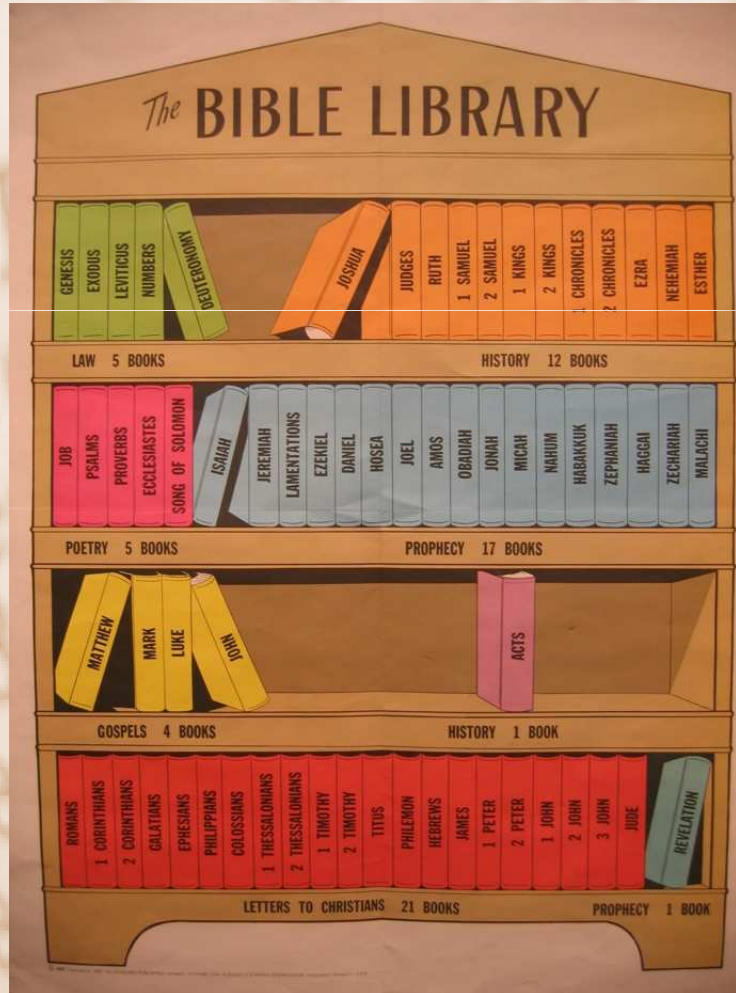 The BIBLE LIBRARY
GENESIS
EXODUS
LEVITICUS
NUMBERS
DEUTERONOMY
JOSHUA
JUDGES
RUTH
1 SAMUEL
2 SAMUEL
1 KINGS
2 KINGS
1 CHRONICLES
2 CHRONICLES
EZRA
NEHEMIAH
ESTHER
LAW 5 BOOKS
HISTORY 12 BOOKS
JOB
PSALMS
PROVERBS
ECCLESIASTES
SONG OF SOLOMON
ISAIAH
JEREMIAH
LAMENTATIONS
EZEKIEL
DANIEL
HOSEA
JOEL
AMOS
OBADIAH
JONAH
MICAH
NAHUM
HABAKKUK
ZEPHANIAH
HAGGAI
ZECHARIAH
MALACHI
POETRY 5 BOOKS
PROPHECY 17 BOOKS
MATTHEW
MARK
LUKE
JOHN
ACTS
GOSPELS 4 BOOKS
HISTORY 1 BOOK
ROMANS
1 CORINTHIANS
2 CORINTHIANS
GALATIANS
EPHESIANS
PHILIPPIANS
COLOSSIANS
1 THESSALONIANS
2 THESSALONIANS
1 TIMOTHY
2 TIMOTHY
TITUS
PHILEMON
HEBREWS
JAMES
1 PETER
2 PETER
1 JOHN
2 JOHN
3 JOHN
JUDE
REVELATION
LETTERS TO CHRISTIANS 21 BOOKS
PROPHECY 1 BOOK